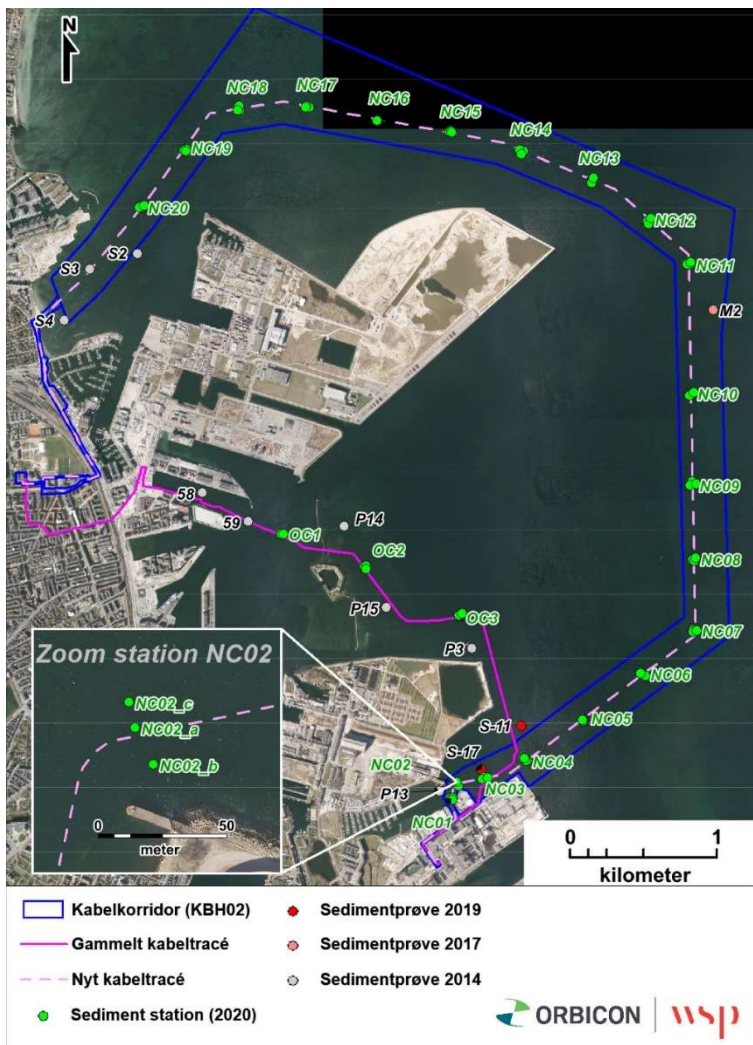 N
NC18
NC17
NC16
NC15
NC14
NC13
NC19
NC12
NC20
NC11
S2
S3
M2
S4
NC10
NC09
58
59
P14
OC1
OC2
NC08
P15
OC3
NC07
Zoom station NC02
P3
NC06
NC02_c
NC02_a
NC02_b
S-11
NC05
S-17
NC02
NC04
P13
NC03
NC01
0 50
meter
0 1
kilometer
Kabelkorridor (KBH02)
Gammelt kabeltracé
Nyt kabeltracé
Sediment station (2020)
Sedimentprøve 2019
Sedimentprøve 2017
Sedimentprøve 2014
ORBICON
wsp